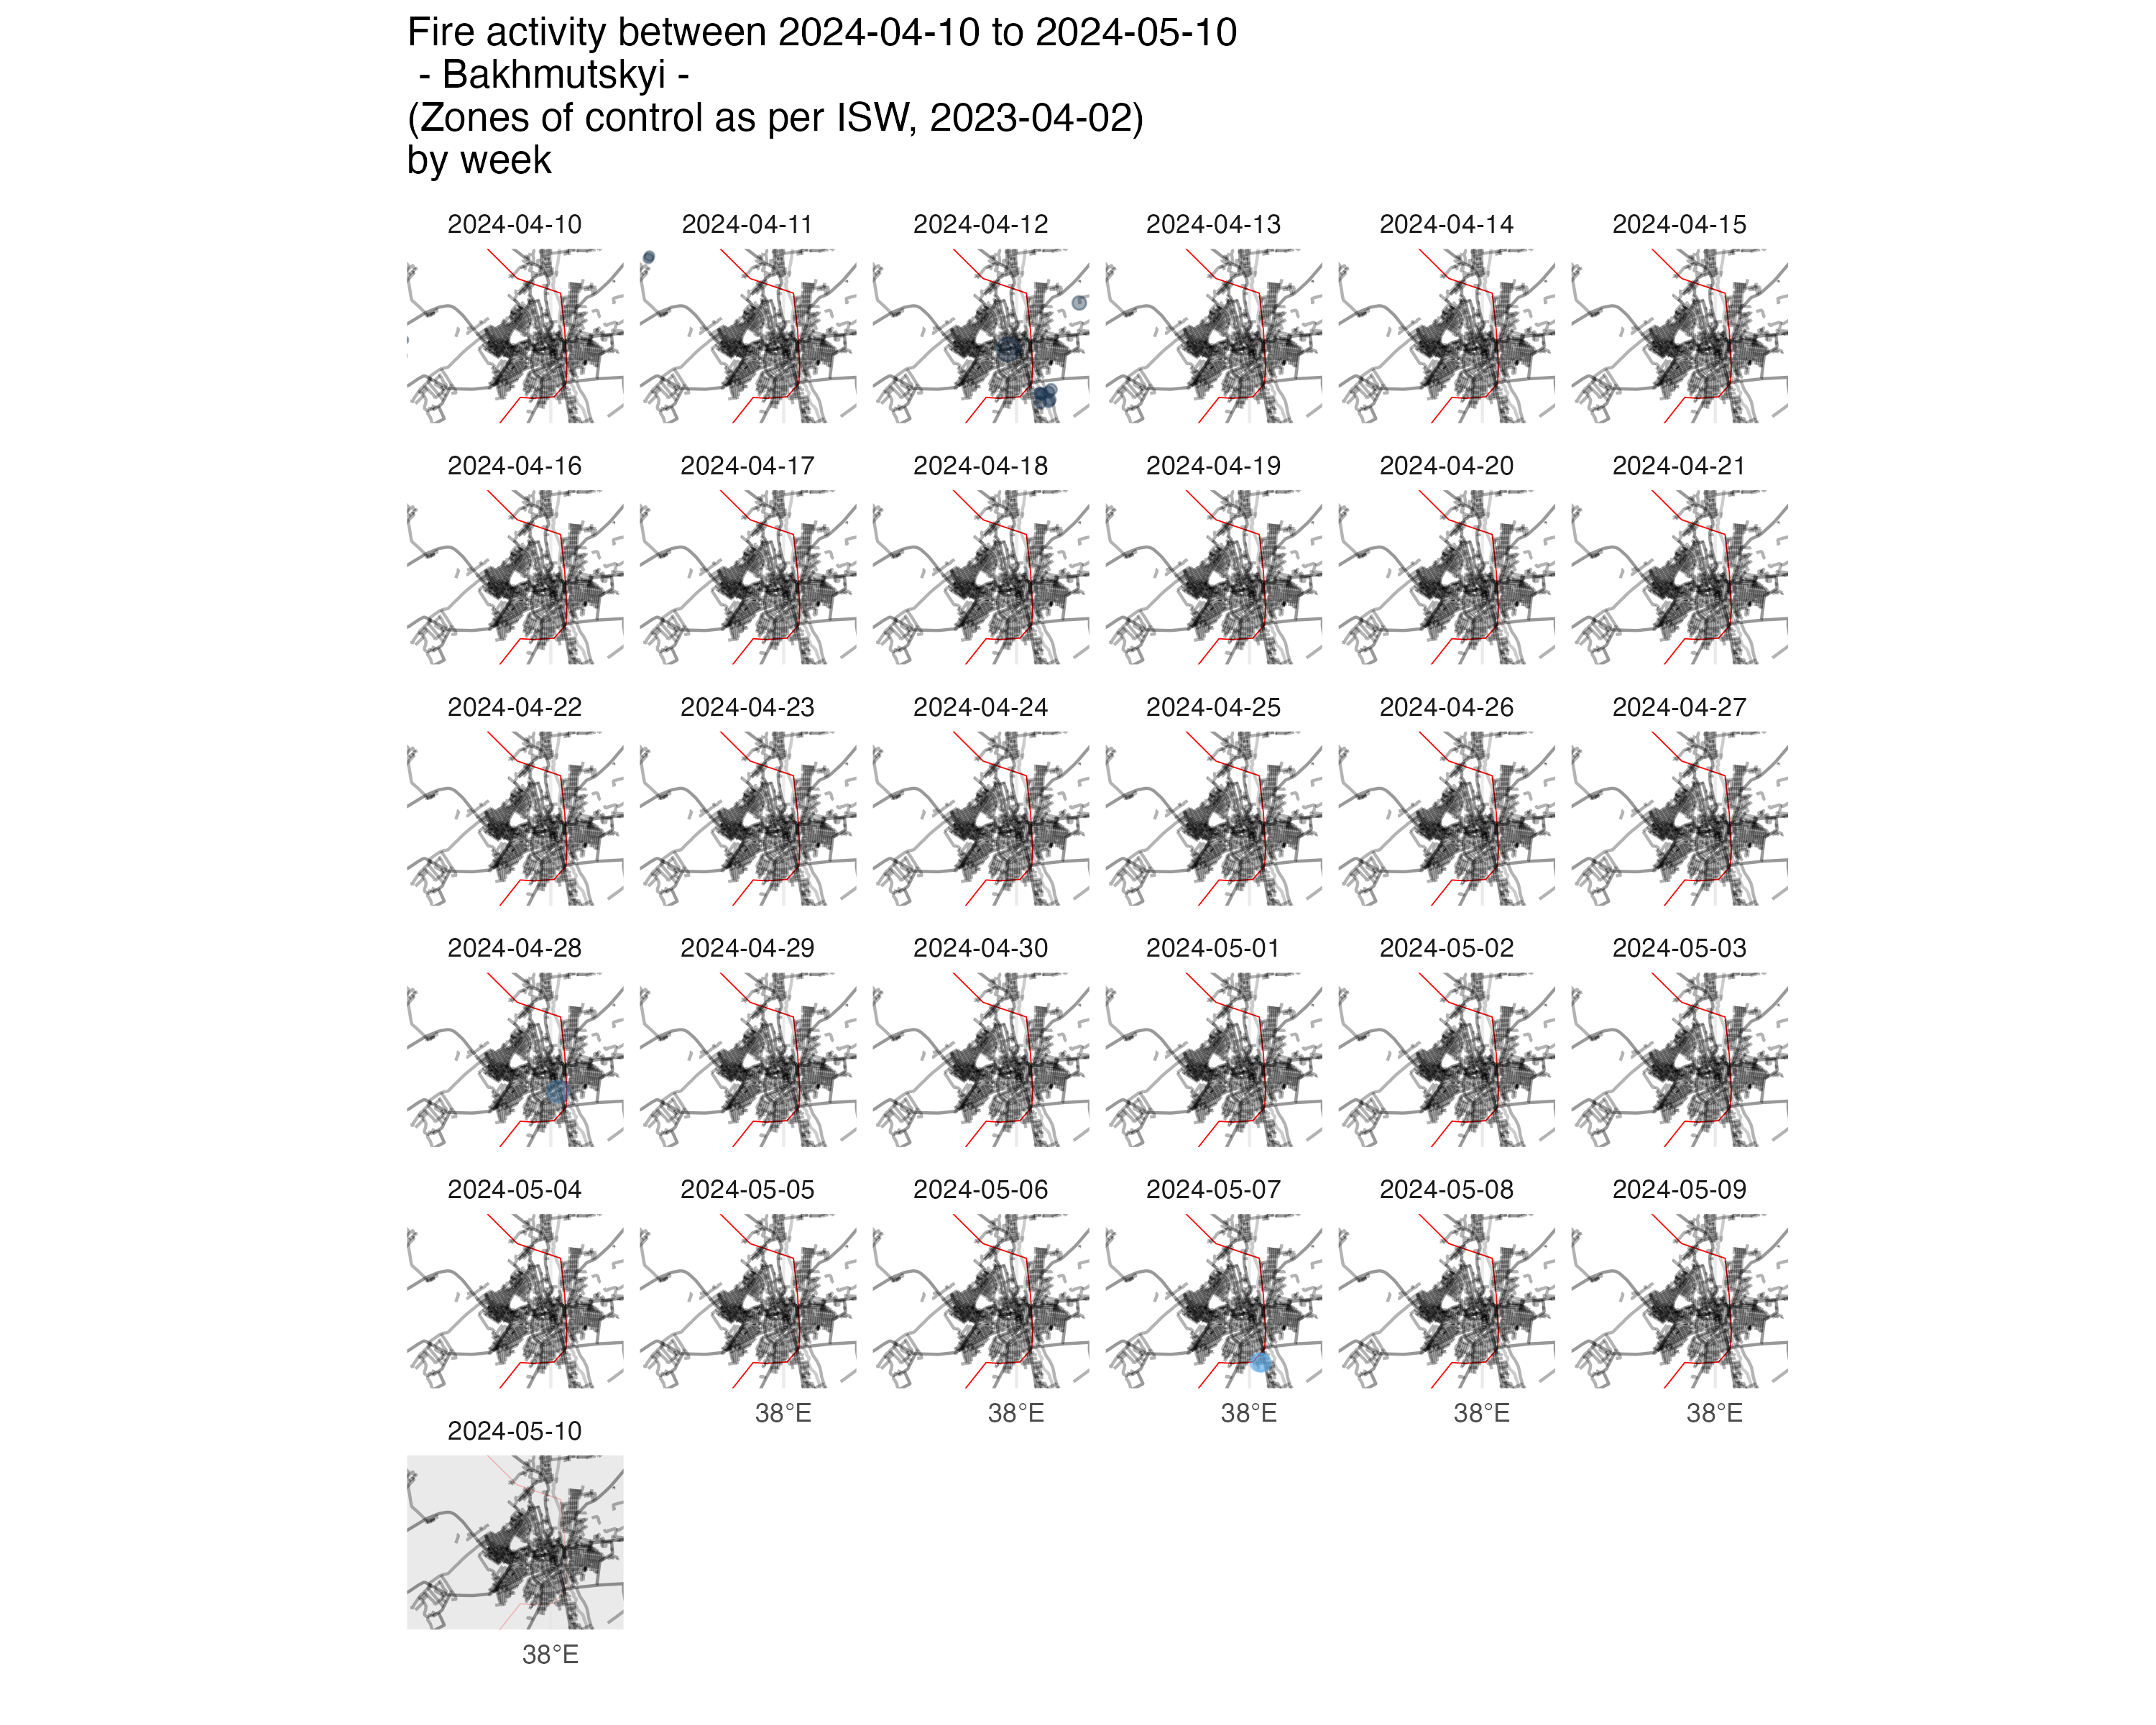 Fire activity between 2024-04-10 to 2024-05-10
- Bakhmutskyi -
(Zones of control as per ISW, 2023-04-02)
by week
2024-04-10 2024-04-11 2024-04-12 2024-04-13 2024-04-14 2024-04-15
2024-04-16 2024-04-17 2024-04-18 2024-04-19 2024-04-20 2024-04-21
2024-04-22 2024-04-23 2024-04-24 2024-04-25 2024-04-26 2024-04-27
2024-04-28 2024-04-29 2024-04-30 2024-05-01 2024-05-02 2024-05-03
2024-05-04 2024-05-05 2024-05-06 2024-05-07 2024-05-08 2024-05-09
38°E 38°E 38°E 38°E 38°E
2024-05-10
38°E